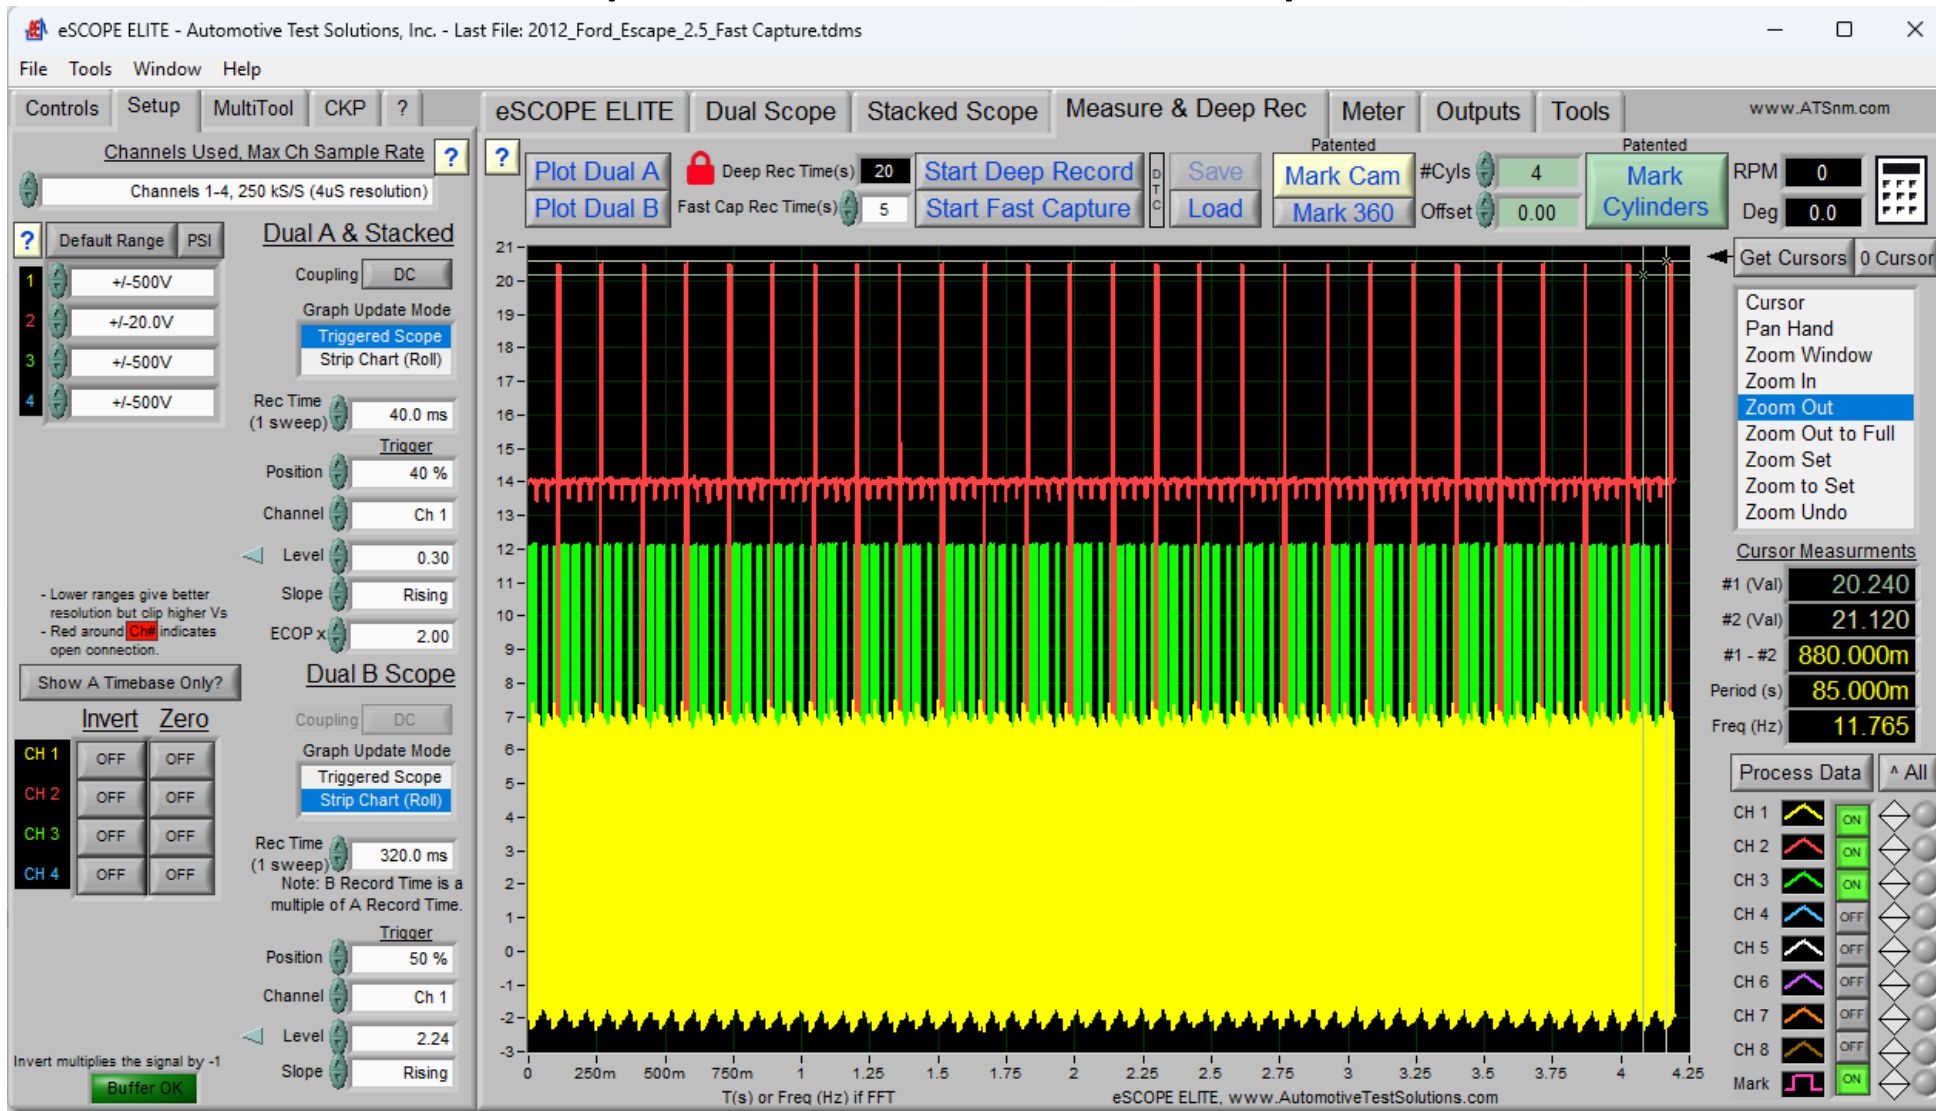 eSCOPE ELITE - Automotive Test Solutions, Inc. - Last File: 2012_Ford_Escape_2.5_Fast Capture.tdms
File Tools Window Help
Controls Setup MultiTool CKP ?
eSCOPE ELITE Dual Scope Stacked Scope Measure & Deep Rec Meter Outputs Tools www.ATSnm.com
Channels Used, Max Ch Sample Rate ?
Channels 1-4, 250 kS/S (4uS resolution)
? Default Range PSI
1 +/-500V
2 +/-20.0V
3 +/-500V
4 +/-500V
Dual A & Stacked
Coupling DC
Graph Update Mode
Triggered Scope
Strip Chart (Roll)
Rec Time
(1 sweep) 40.0 ms
Trigger
Position 40 %
Channel Ch 1
Level 0.30
Slope Rising
ECOP x 2.00
- Lower ranges give better
resolution but clip higher Vs
- Red around Ch# indicates
open connection.
Show A Timebase Only?
Invert Zero
CH 1 OFF OFF
CH 2 OFF OFF
CH 3 OFF OFF
CH 4 OFF OFF
Dual B Scope
Coupling DC
Graph Update Mode
Triggered Scope
Strip Chart (Roll)
Rec Time
(1 sweep) 320.0 ms
Note: B Record Time is a
multiple of A Record Time.
Trigger
Position 50 %
Channel Ch 1
Level 2.24
Slope Rising
Invert multiplies the signal by -1
Buffer OK
?
Plot Dual A
Plot Dual B
Deep Rec Time(s) 20
Fast Cap Rec Time(s) 5
Start Deep Record
Start Fast Capture
D
T
C
Save
Load
Patented
Mark Cam
Mark 360
#Cyls 4
Offset 0.00
Patented
Mark
Cylinders
RPM 0
Deg 0.0
21
20
19
18
17
16
15
14
13
12
11
10
9
8
7
6
5
4
3
2
1
0
-1
-2
-3
0 250m 500m 750m 1 1.25 1.5 1.75 2 2.25 2.5 2.75 3 3.25 3.5 3.75 4 4.25
T(s) or Freq (Hz) if FFT eSCOPE ELITE, www.AutomotiveTestSolutions.com
Get Cursors 0 Cursor
Cursor
Pan Hand
Zoom Window
Zoom In
Zoom Out
Zoom Out to Full
Zoom Set
Zoom to Set
Zoom Undo
Cursor Measurments
#1 (Val) 20.240
#2 (Val) 21.120
#1 - #2 880.000m
Period (s) 85.000m
Freq (Hz) 11.765
Process Data ^ All
CH 1 ON
CH 2 ON
CH 3 ON
CH 4 OFF
CH 5 OFF
CH 6 OFF
CH 7 OFF
CH 8 OFF
Mark ON